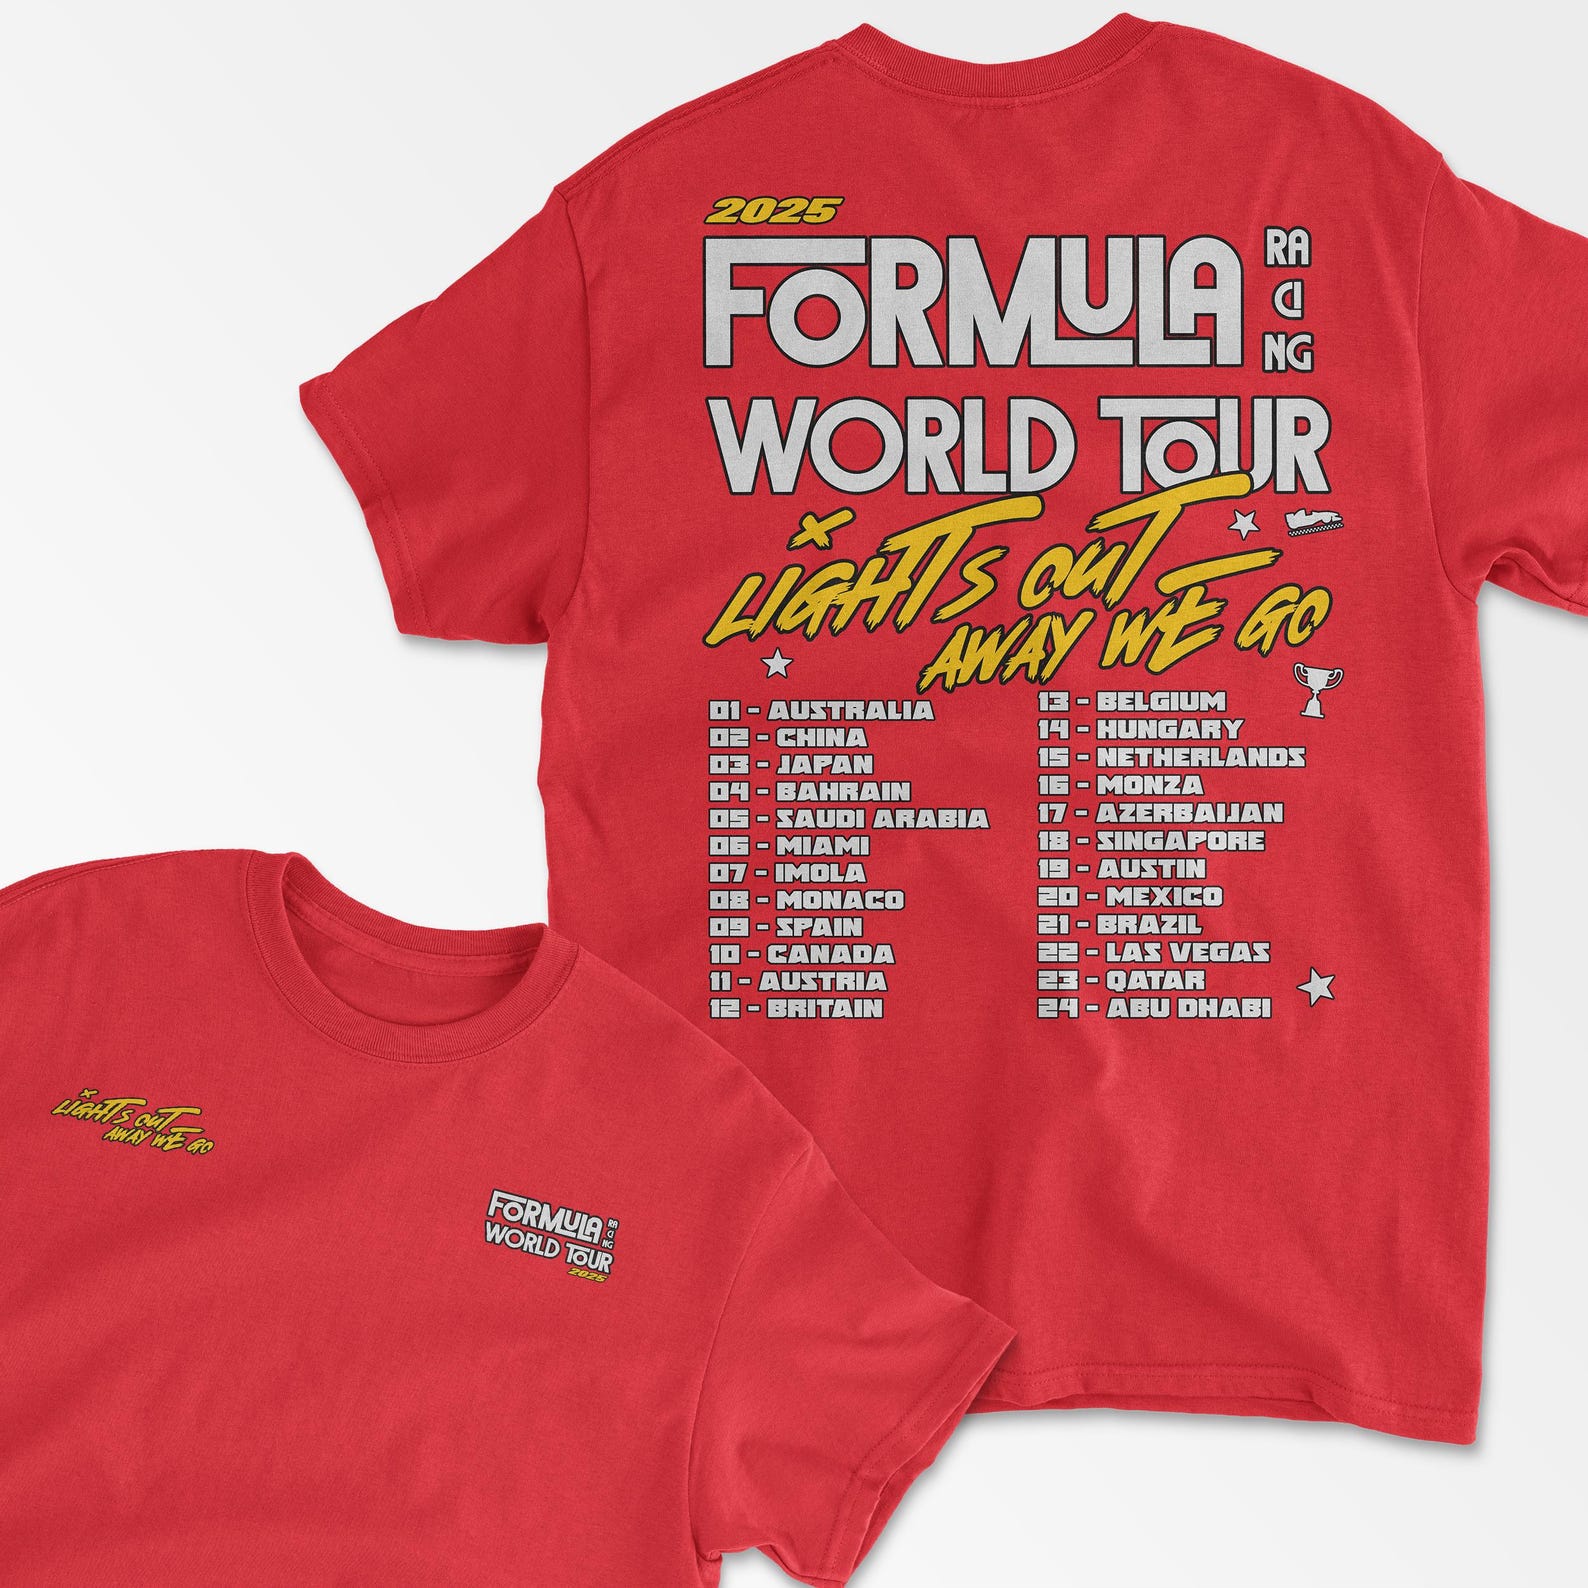 2025
FORMULA RACING
WORLD TOUR
LIGHTS OUT
AWAY WE GO
01 - AUSTRALIA
02 - CHINA
03 - JAPAN
04 - BAHRAIN
05 - SAUDI ARABIA
06 - MIAMI
07 - IMOLA
08 - MONACO
09 - SPAIN
10 - CANADA
11 - AUSTRIA
12 - BRITAIN
13 - BELGIUM
14 - HUNGARY
15 - NETHERLANDS
16 - MONZA
17 - AZERBAIJAN
18 - SINGAPORE
19 - AUSTIN
20 - MEXICO
21 - BRAZIL
22 - LAS VEGAS
23 - QATAR
24 - ABU DHABI
LIGHTS OUT
AWAY WE GO
FORMULA RACING
WORLD TOUR
2025